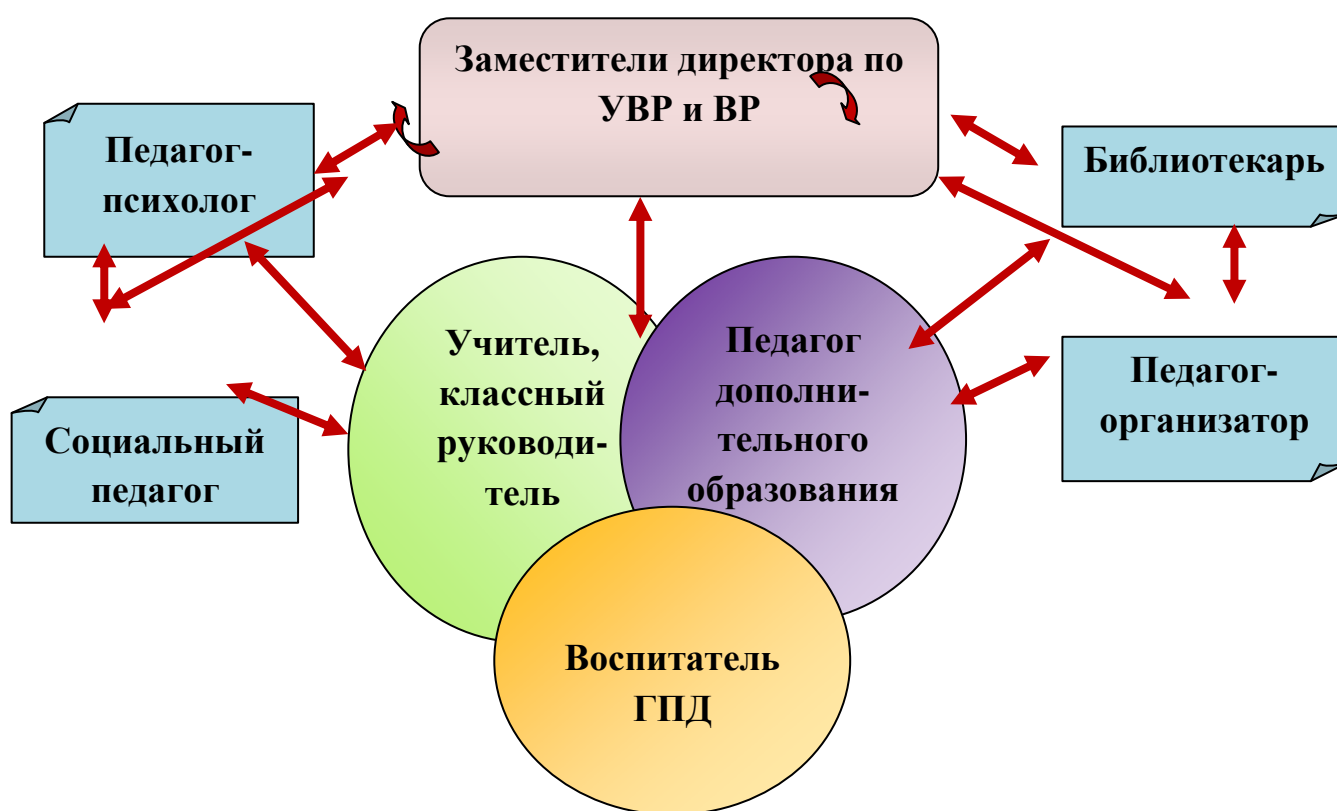 Заместители директора по
УВР и ВР
Педагог-
психолог
Библиотекарь
Учитель,
классный
руководи-
тель
Педагог
дополни-
тельного
образования
Педагог-
организатор
Социальный
педагог
Воспитатель
ГПД